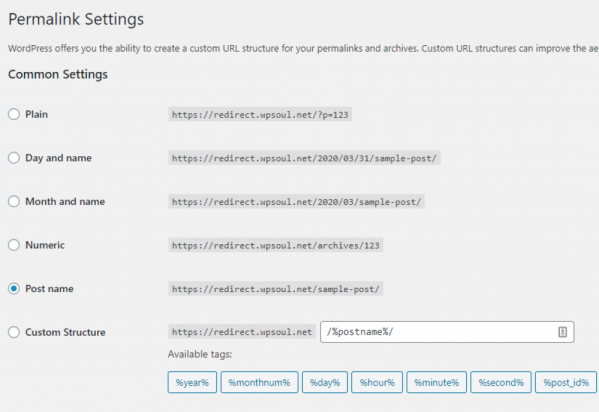 Permalink Settings
WordPress offers you the ability to create a custom URL structure for your permalinks and archives. Custom URL structures can improve the ae
Common Settings
Plain https://redirect.wpsoul.net/?p=123
Day and name https://redirect.wpsoul.net/2020/03/31/sample-post/
Month and name https://redirect.wpsoul.net/2020/03/sample-post/
Numeric https://redirect.wpsoul.net/archives/123
Post name https://redirect.wpsoul.net/sample-post/
Custom Structure https://redirect.wpsoul.net /%postname%/
Available tags:
%year% %monthnum% %day% %hour% %minute% %second% %post_id%